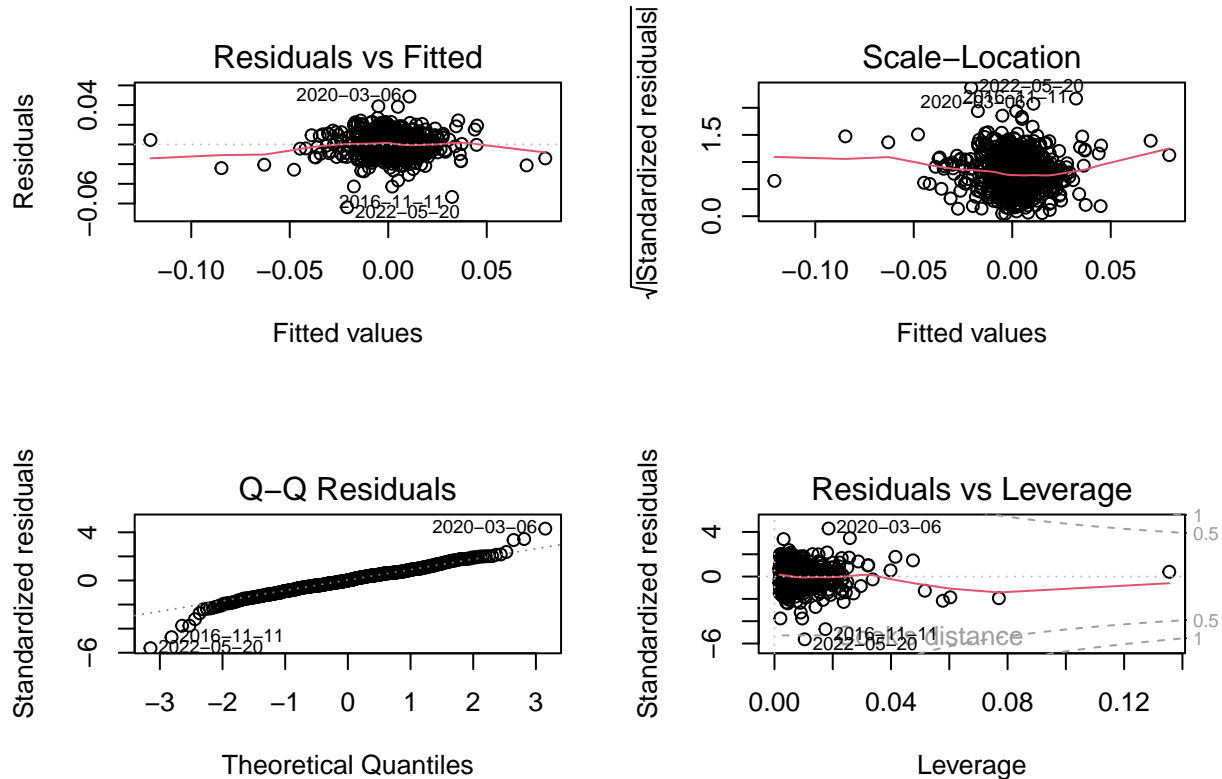 Residuals vs Fitted
Residuals
0.04
−0.06
2020−03−06
2016−11−11
2022−05−20
−0.10 −0.05 0.00 0.05
Fitted values
Scale−Location
√|Standardized residuals|
1.5
0.0
2022−05−20
2016−11−11
2020−03−06
−0.10 −0.05 0.00 0.05
Fitted values
Q−Q Residuals
Standardized residuals
4
0
−6
2020−03−06
2016−11−11
2022−05−20
−3 −2 −1 0 1 2 3
Theoretical Quantiles
Residuals vs Leverage
Standardized residuals
4
0
−6
2020−03−06
1
0.5
0.5
1
2016−11−11
Cook's distance
2022−05−20
0.00 0.04 0.08 0.12
Leverage